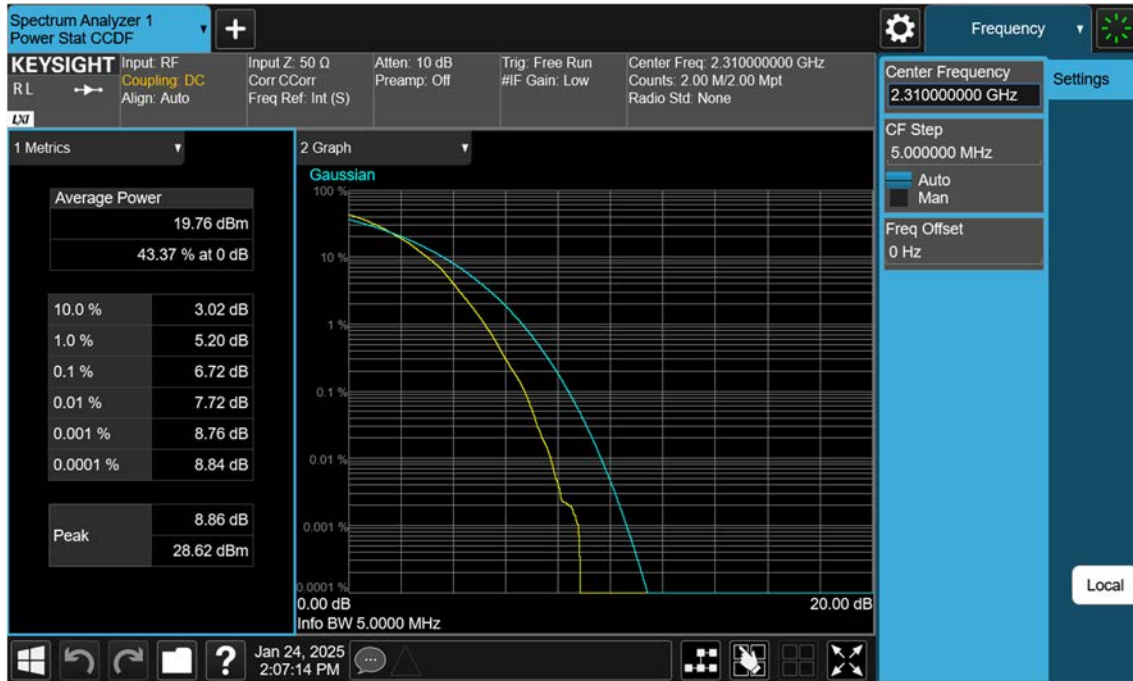 Spectrum Analyzer 1
Power Stat CCDF
Frequency
KEYSIGHT
RL
LXI
Input: RF
Coupling: DC
Align: Auto
Input Z: 50 Ω
Corr CCorr
Freq Ref: Int (S)
Atten: 10 dB
Preamp: Off
Trig: Free Run
#IF Gain: Low
Center Freq: 2.310000000 GHz
Counts: 2.00 M/2.00 Mpt
Radio Std: None
Center Frequency
2.310000000 GHz
Settings
CF Step
5.000000 MHz
Auto
Man
Freq Offset
0 Hz
Local
1 Metrics
Average Power
19.76 dBm
43.37 % at 0 dB
10.0 % 3.02 dB
1.0 % 5.20 dB
0.1 % 6.72 dB
0.01 % 7.72 dB
0.001 % 8.76 dB
0.0001 % 8.84 dB
Peak
8.86 dB
28.62 dBm
2 Graph
Gaussian
100 %
10 %
1 %
0.1 %
0.01 %
0.001 %
0.0001 %
0.00 dB 20.00 dB
Info BW 5.0000 MHz
?
Jan 24, 2025
2:07:14 PM